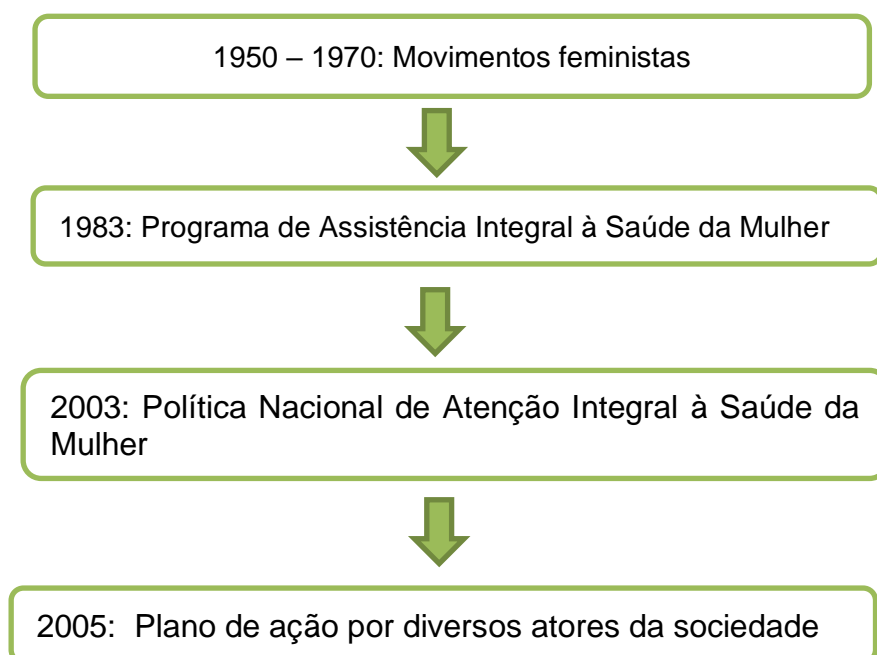 1950 – 1970: Movimentos feministas
1983: Programa de Assistência Integral à Saúde da Mulher
2003: Política Nacional de Atenção Integral à Saúde da
Mulher
2005: Plano de ação por diversos atores da sociedade